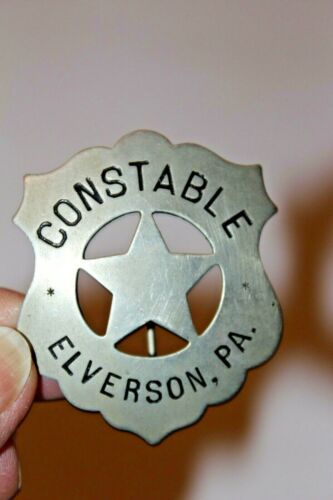 CONSTABLE
* *
ELVERSON, PA.